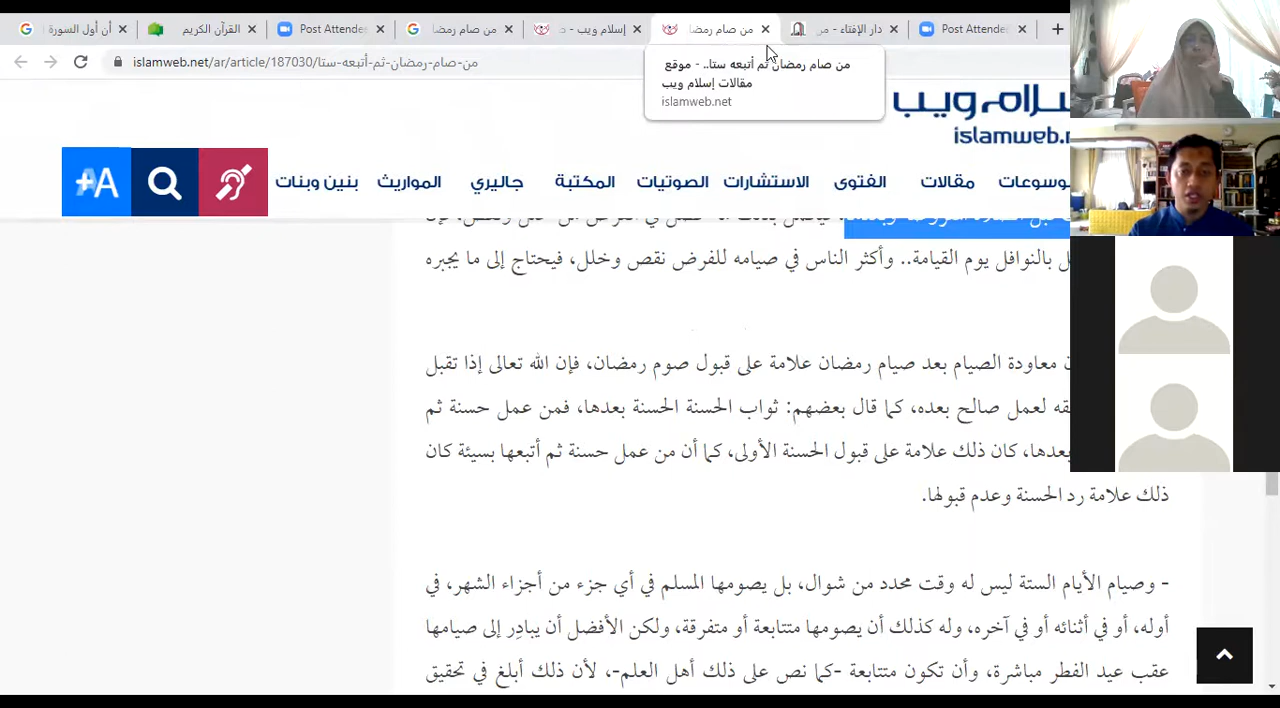 أن أول السورة
القرآن الكريم
Post Attende
من صام رمضا
إسلام ويب - د
من صام رمضا
دار الإفتاء - مر
Post Attende
islamweb.net/ar/article/187030/من-صام-رمضان-ثم-أتبعه-ستا
من صام رمضان ثم أتبعه ستا.. - موقع
مقالات إسلام ويب
islamweb.net
سلام ويب
islamweb.n
+A
وسوعات
مقالات
الفتوى
الاستشارات
الصوتيات
المكتبة
جاليري
المواريث
بنين وبنات
ل بالنوافل يوم القيامة.. وأكثر الناس في صيامه للفرض نقص وخلل، فيحتاج إلى ما يجبره
معاودة الصيام بعد صيام رمضان علامة على قبول صوم رمضان، فإن الله تعالى إذا تقبل
قه لعمل صالح بعده، كما قال بعضهم: ثواب الحسنة الحسنة بعدها، فمن عمل حسنة ثم
بعدها، كان ذلك علامة على قبول الحسنة الأولى، كما أن من عمل حسنة ثم أتبعها بسيئة كان
ذلك علامة رد الحسنة وعدم قبولها.
- وصيام الأيام الستة ليس له وقت محدد من شوال، بل يصومها المسلم في أي جزء من أجزاء الشهر، في
أوله، أو في أثنائه أو في آخره، وله كذلك أن يصومها متتابعة أو متفرقة، ولكن الأفضل أن يبادِر إلى صيامها
عقب عيد الفطر مباشرة، وأن تكون متتابعة -كما نص على ذلك أهل العلم-، لأن ذلك أبلغ في تحقيق